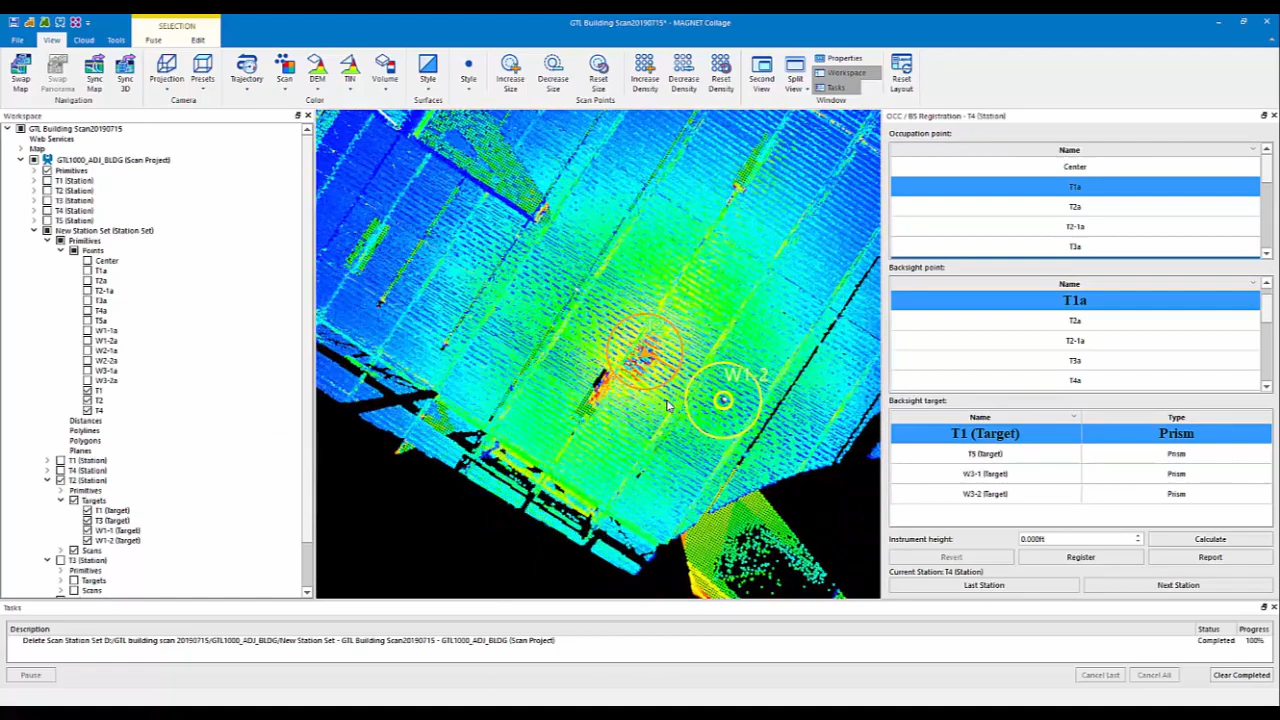 SELECTION
GTL Building Scan20190715* - MAGNET Collage
File View Cloud Tools Fuse Edit
Swap Map
Swap Panorama
Sync Map
Sync 3D
Navigation
Projection
Presets
Camera
Trajectory
Scan
DEM
TIN
Volume
Color
Style
Surfaces
Style
Increase Size
Decrease Size
Reset Size
Increase Density
Decrease Density
Reset Density
Scan Points
Second View
Split View
Properties
Workspace
Tasks
Window
Reset Layout
Workspace
GTL Building Scan20190715
Web Services
Map
GTL1000_ADJ_BLDG (Scan Project)
Primitives
T1 (Station)
T2 (Station)
T3 (Station)
T4 (Station)
T5 (Station)
New Station Set (Station Set)
Primitives
Points
Center
T1a
T2a
T2-1a
T3a
T4a
T5a
W1-1a
W1-2a
W2-1a
W2-2a
W3-1a
W3-2a
T1
T2
T4
Distances
Polylines
Polygons
Planes
T1 (Station)
T4 (Station)
T2 (Station)
Primitives
Targets
T1 (Target)
T3 (Target)
W1-1 (Target)
W1-2 (Target)
Scans
T3 (Station)
Primitives
Targets
Scans
W1-2
OCC / BS Registration - T4 (Station)
Occupation point:
Name
Center
T1a
T2a
T2-1a
T3a
Backsight point:
Name
T1a
T2a
T2-1a
T3a
T4a
Backsight target:
Name Type
T1 (Target) Prism
T5 (Target) Prism
W3-1 (Target) Prism
W3-2 (Target) Prism
Instrument height: 0.000ft Calculate
Revert Register Report
Current Station: T4 (Station)
Last Station Next Station
Tasks
Description Status Progress
Delete Scan Station Set D:/GTL building scan 20190715/GTL1000_ADJ_BLDG/New Station Set - GTL Building Scan20190715 - GTL1000_ADJ_BLDG (Scan Project) Completed 100%
Pause Cancel Last Cancel All Clear Completed